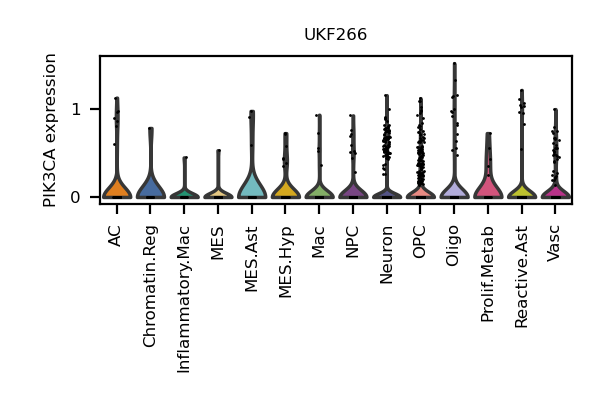 UKF266
PIK3CA expression
1
0
AC
Chromatin.Reg
Inflammatory.Mac
MES
MES.Ast
MES.Hyp
Mac
NPC
Neuron
OPC
Oligo
Prolif.Metab
Reactive.Ast
Vasc